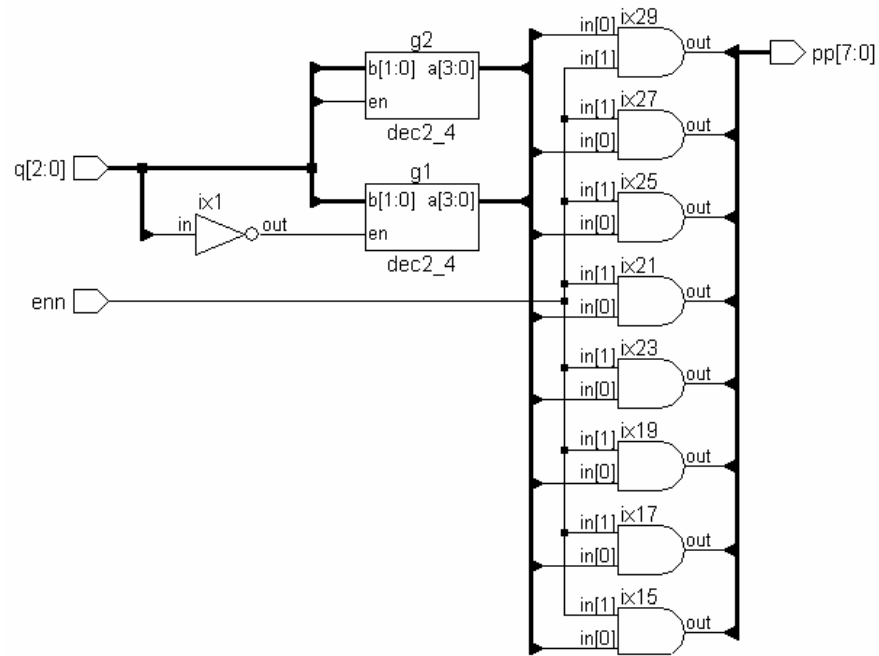 g2
b[1:0] a[3:0]
en
dec2_4
q[2:0]
g1
b[1:0] a[3:0]
en
dec2_4
ix1
in
out
enn
in[0] ix29
in[1]
out
pp[7:0]
ix27
in[1]
in[0]
out
ix25
in[1]
in[0]
out
ix21
in[1]
in[0]
out
ix23
in[1]
in[0]
out
ix19
in[1]
in[0]
out
ix17
in[1]
in[0]
out
ix15
in[1]
in[0]
out